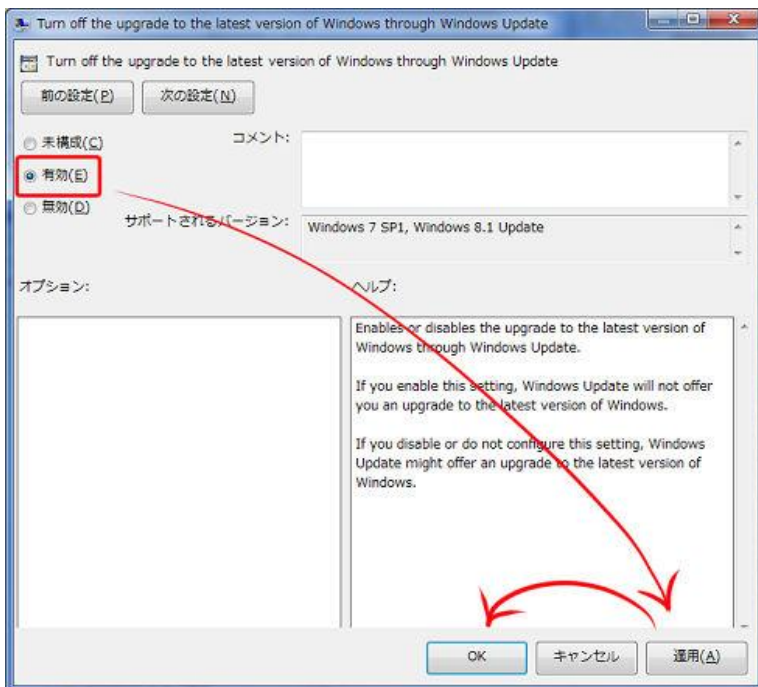 Turn off the upgrade to the latest version of Windows through Windows Update
Turn off the upgrade to the latest version of Windows through Windows Update
前の設定(P) 次の設定(N)
未構成(C) コメント:
有効(E)
無効(D)
サポートされるバージョン: Windows 7 SP1, Windows 8.1 Update
オプション: ヘルプ:
Enables or disables the upgrade to the latest version of
Windows through Windows Update.
If you enable this setting, Windows Update will not offer
you an upgrade to the latest version of Windows.
If you disable or do not configure this setting, Windows
Update might offer an upgrade to the latest version of
Windows.
OK キャンセル 適用(A)